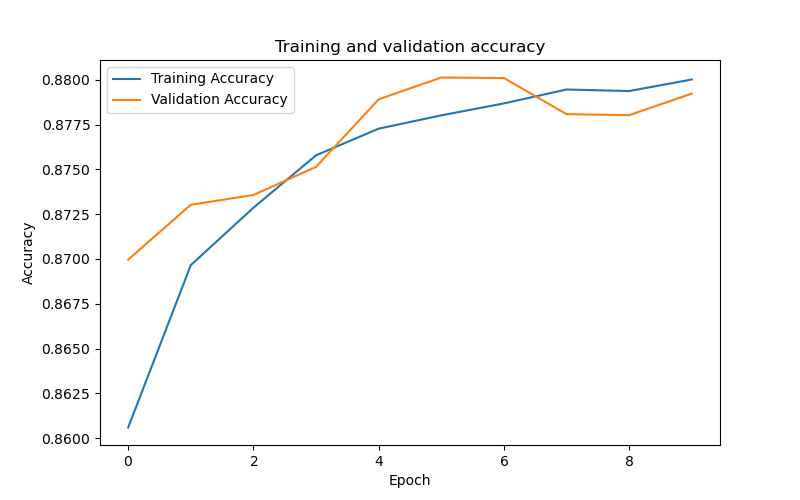 Training and validation accuracy
Training Accuracy
Validation Accuracy
0.8800
0.8775
0.8750
0.8725
0.8700
0.8675
0.8650
0.8625
0.8600
Accuracy
0 2 4 6 8
Epoch